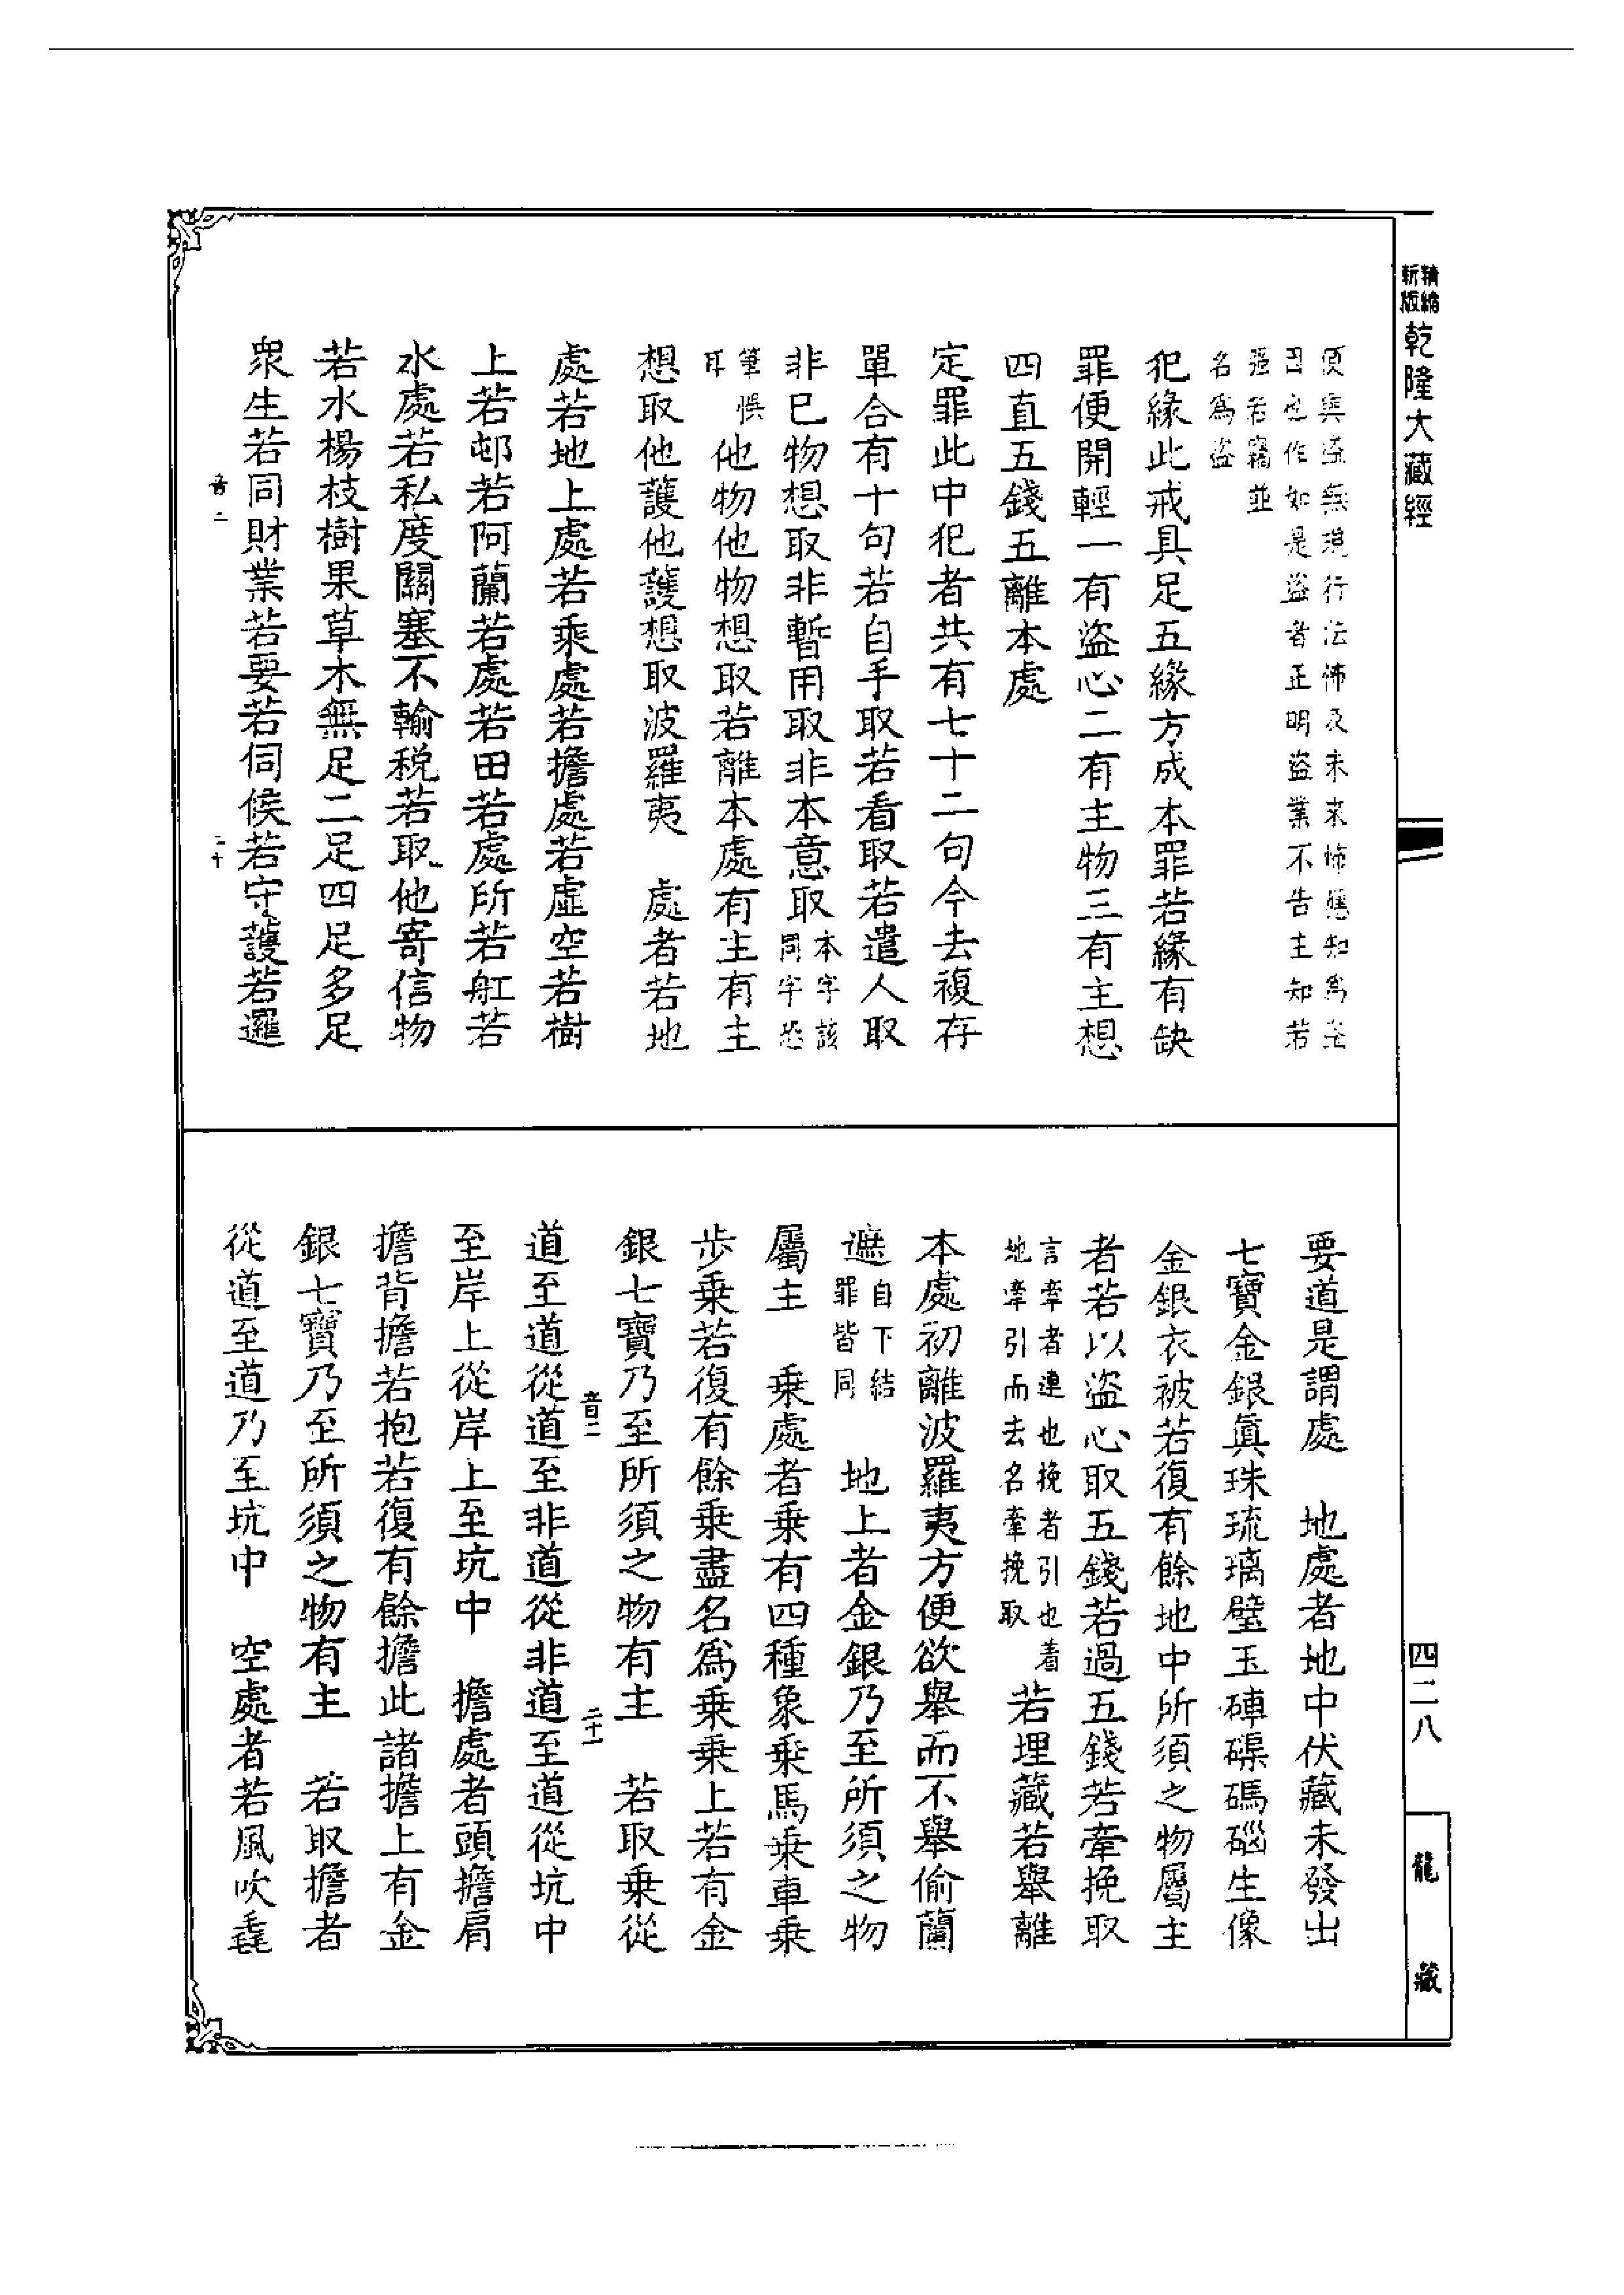 精縮
新版
乾隆大藏經
便與盜無現行法怖及未來怖應知為盜
因也作如是盜者正明盜業不告主知若
強若竊並
名為盜
犯緣此戒具足五緣方成本罪若緣有缺
罪便開輕一有盜心二有主物三有主想
四直五錢五離本處
定罪此中犯者共有七十二句今去複存
單合有十句若自手取若看取若遣人取
非己物想取非暫用取非本意取本字該
同字恐
筆悞
耳
他物他物想取若離本處有主有主
想取他護他護想取波羅夷　處者若地
處若地上處若乘處若擔處若虛空若樹
上若邨若阿蘭若處若田若處所若舡若
水處若私度關塞不輸稅若取他寄信物
若水楊枝樹果草木無足二足四足多足
眾生若同財業若要若伺候若守護若邏
音二
二十
要道是謂處　地處者地中伏藏未發出
七寶金銀真珠琉璃璧玉硨磲碼碯生像
金銀衣被若復有餘地中所須之物屬主
者若以盜心取五錢若過五錢若牽挽取
言牽者連也挽者引也着
地牽引而去名牽挽取
若埋藏若舉離
本處初離波羅夷方便欲舉而不舉偷蘭
遮自下結
罪皆同
地上者金銀乃至所須之物
屬主　乘處者乘有四種象乘馬乘車乘
步乘若復有餘乘盡名為乘乘上若有金
銀七寶乃至所須之物有主　若取乘從
音二
二十一
道至道從道至非道從非道至道從坑中
至岸上從岸上至坑中　擔處者頭擔肩
擔背擔若抱若復有餘擔此諸擔上有金
銀七寶乃至所須之物有主　若取擔者
從道至道乃至坑中　空處者若風吹毳
四二八
龍藏